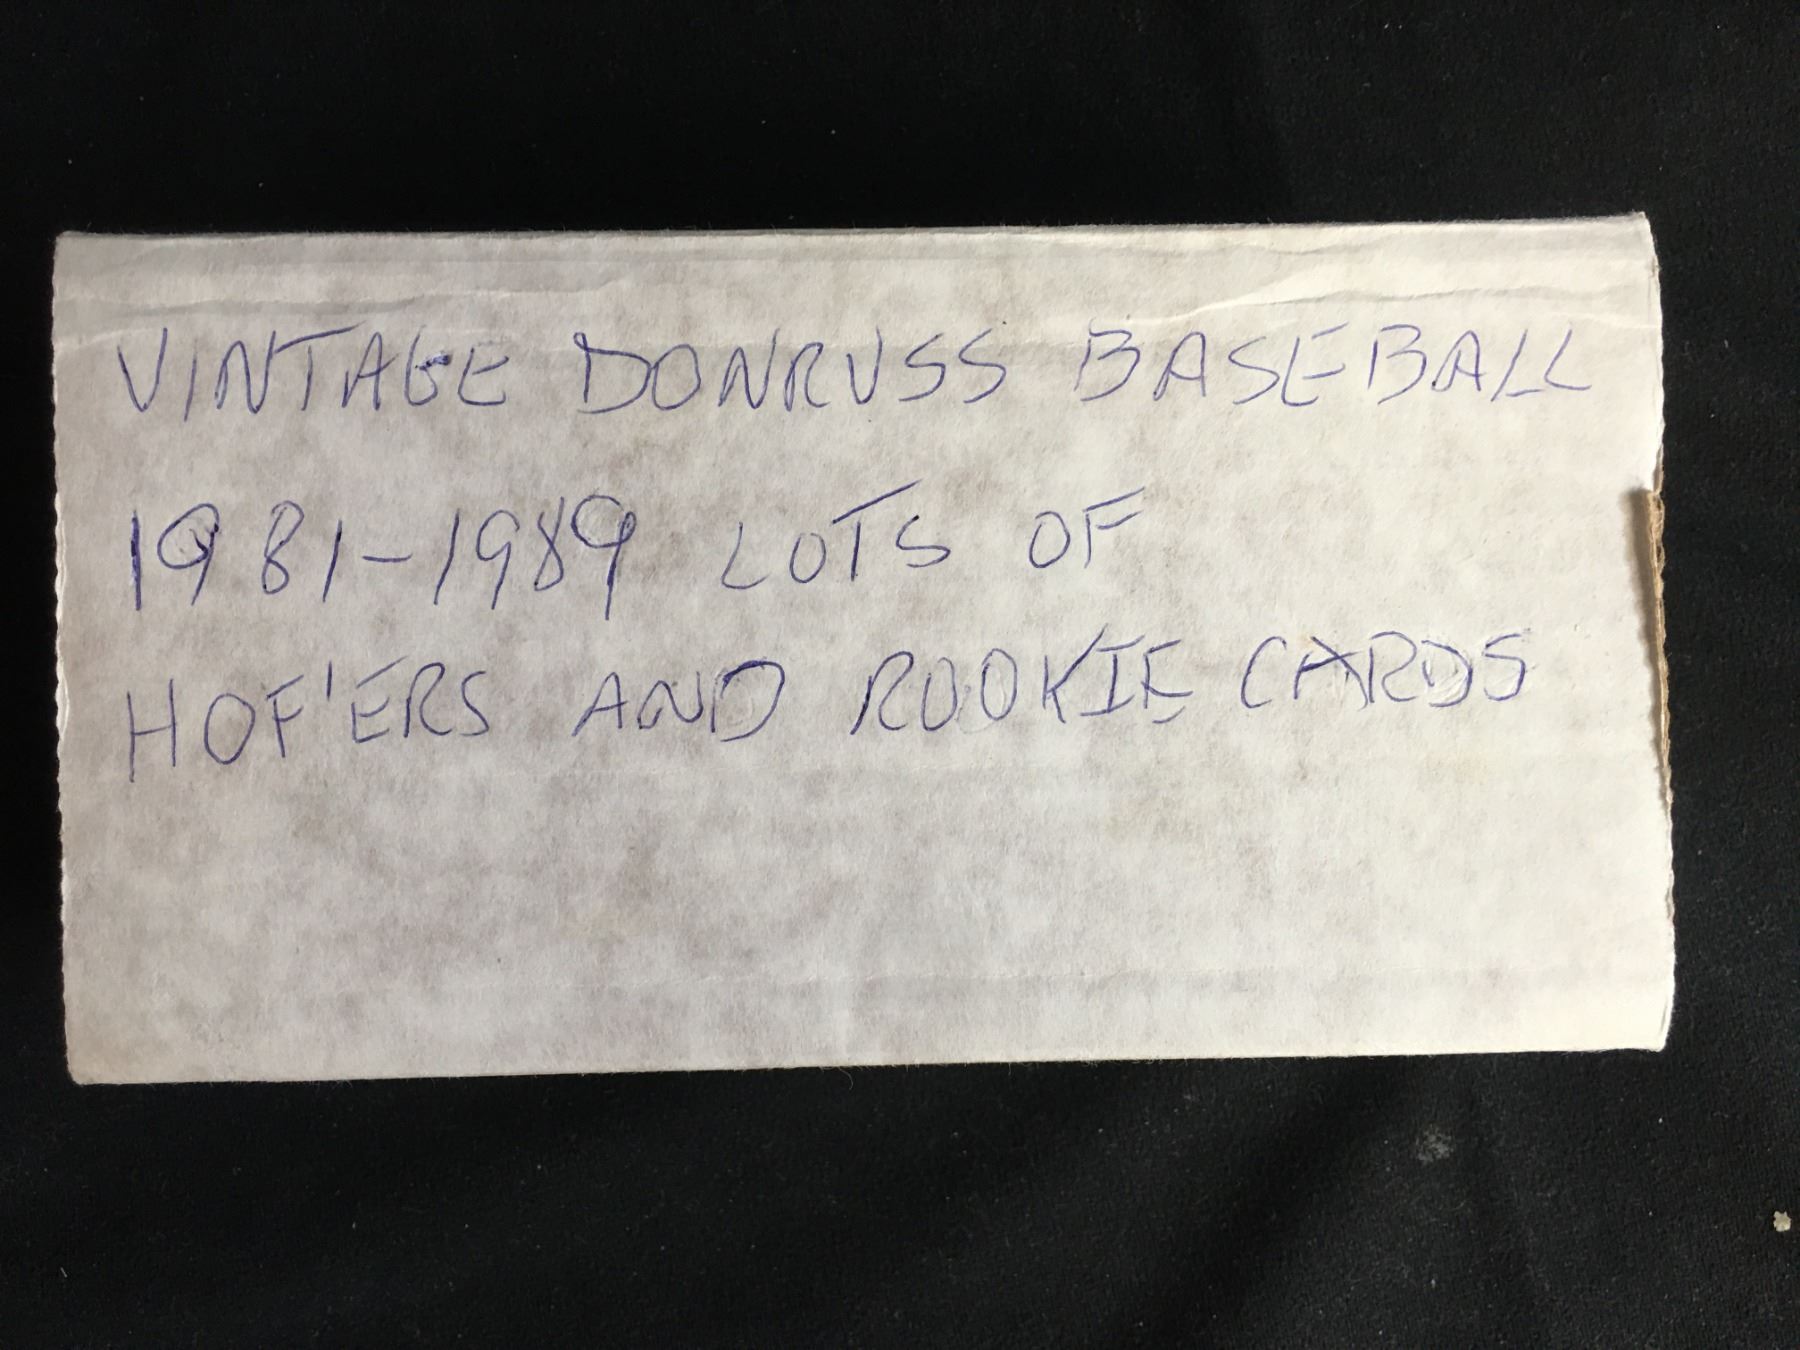 VINTAGE DONRUSS BASEBALL
1981-1989 LOTS OF
HOF'ERS AND ROOKIE CARDS